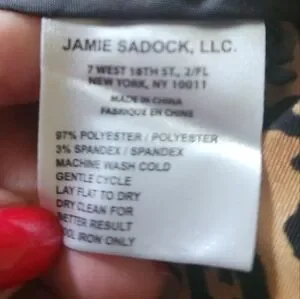 JAMIE SADOCK, LLC.
7 WEST 18TH ST., 2/FL
NEW YORK, NY 10011
MADE IN CHINA
FABRIQUE EN CHINE
97% POLYESTER / POLYESTER
3% SPANDEX / SPANDEX
MACHINE WASH COLD
GENTLE CYCLE
LAY FLAT TO DRY
DRY CLEAN FOR
BETTER RESULT
OOL IRON ONLY